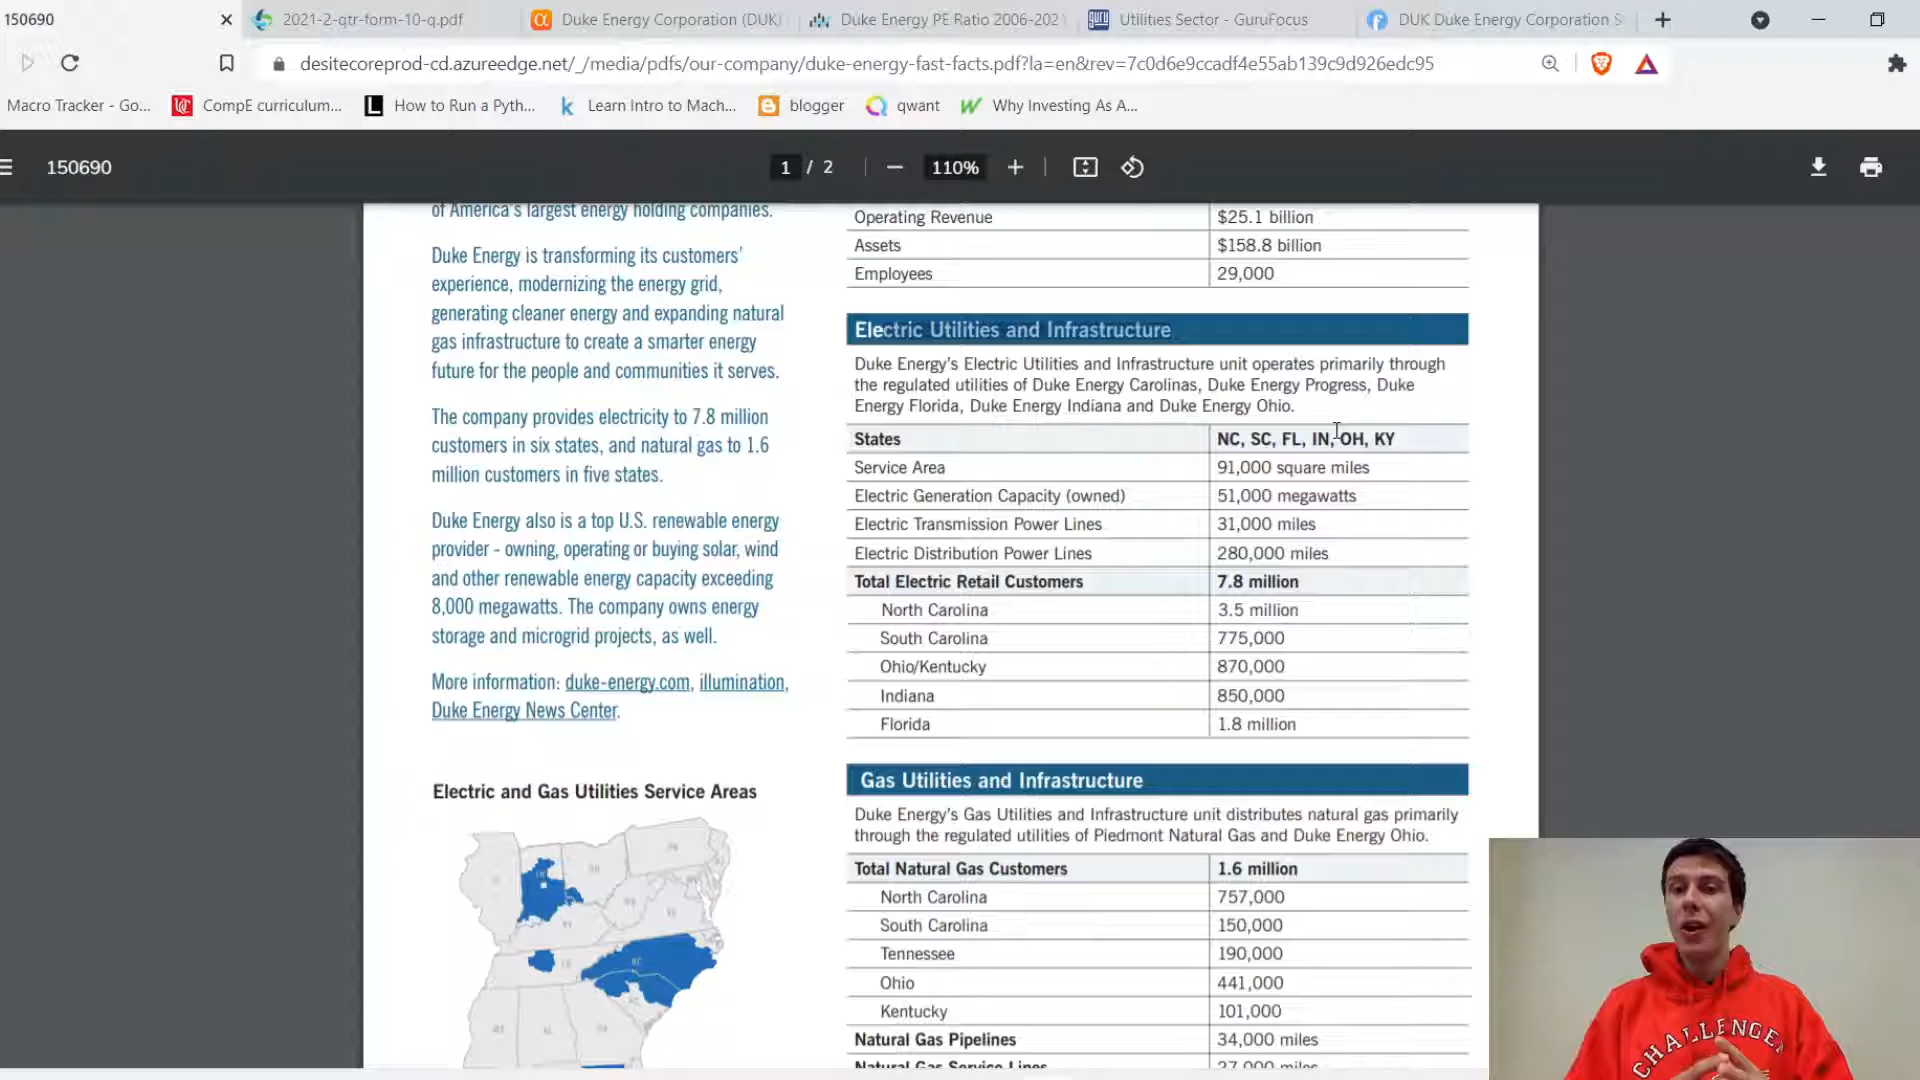 150690
2021-2-qtr-form-10-q.pdf
Duke Energy Corporation (DUK)
Duke Energy PE Ratio 2006-2021
Utilities Sector - GuruFocus
DUK Duke Energy Corporation S
desitecoreprod-cd.azureedge.net/_/media/pdfs/our-company/duke-energy-fast-facts.pdf?la=en&rev=7c0d6e9ccadf4e55ab139c9d926edc95
Macro Tracker - Go...
CompE curriculum...
How to Run a Pyth...
Learn Intro to Mach...
blogger
qwant
Why Investing As A...
150690
1 / 2
110%
of America's largest energy holding companies.
Duke Energy is transforming its customers'
experience, modernizing the energy grid,
generating cleaner energy and expanding natural
gas infrastructure to create a smarter energy
future for the people and communities it serves.
The company provides electricity to 7.8 million
customers in six states, and natural gas to 1.6
million customers in five states.
Duke Energy also is a top U.S. renewable energy
provider - owning, operating or buying solar, wind
and other renewable energy capacity exceeding
8,000 megawatts. The company owns energy
storage and microgrid projects, as well.
More information: duke-energy.com, illumination,
Duke Energy News Center.
Electric and Gas Utilities Service Areas
Operating Revenue $25.1 billion
Assets $158.8 billion
Employees 29,000
Electric Utilities and Infrastructure
Duke Energy's Electric Utilities and Infrastructure unit operates primarily through
the regulated utilities of Duke Energy Carolinas, Duke Energy Progress, Duke
Energy Florida, Duke Energy Indiana and Duke Energy Ohio.
States NC, SC, FL, IN, OH, KY
Service Area 91,000 square miles
Electric Generation Capacity (owned) 51,000 megawatts
Electric Transmission Power Lines 31,000 miles
Electric Distribution Power Lines 280,000 miles
Total Electric Retail Customers 7.8 million
North Carolina 3.5 million
South Carolina 775,000
Ohio/Kentucky 870,000
Indiana 850,000
Florida 1.8 million
Gas Utilities and Infrastructure
Duke Energy's Gas Utilities and Infrastructure unit distributes natural gas primarily
through the regulated utilities of Piedmont Natural Gas and Duke Energy Ohio.
Total Natural Gas Customers 1.6 million
North Carolina 757,000
South Carolina 150,000
Tennessee 190,000
Ohio 441,000
Kentucky 101,000
Natural Gas Pipelines 34,000 miles
Natural Gas Service Lines 27,000 miles
CHALLENGE